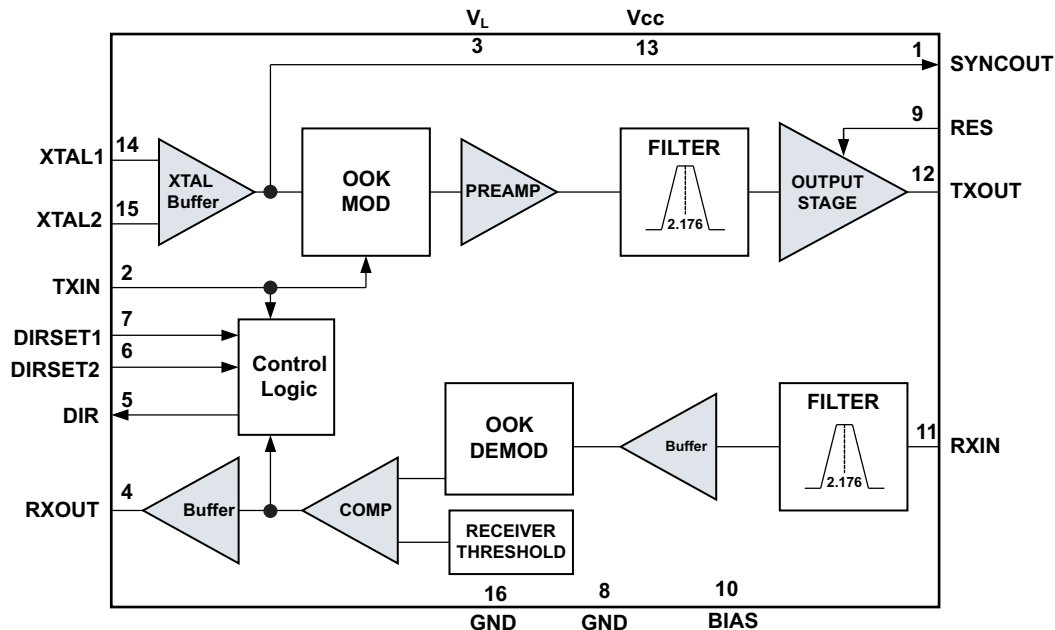 V_L
Vcc
3
13
1
SYNCOUT
9
RES
14
XTAL1
XTAL
Buffer
OOK
MOD
PREAMP
FILTER
2.176
OUTPUT
STAGE
12
TXOUT
15
XTAL2
2
TXIN
7
DIRSET1
6
DIRSET2
5
DIR
Control
Logic
OOK
DEMOD
Buffer
FILTER
2.176
11
RXIN
4
RXOUT
Buffer
COMP
RECEIVER
THRESHOLD
16
8
10
GND
GND
BIAS